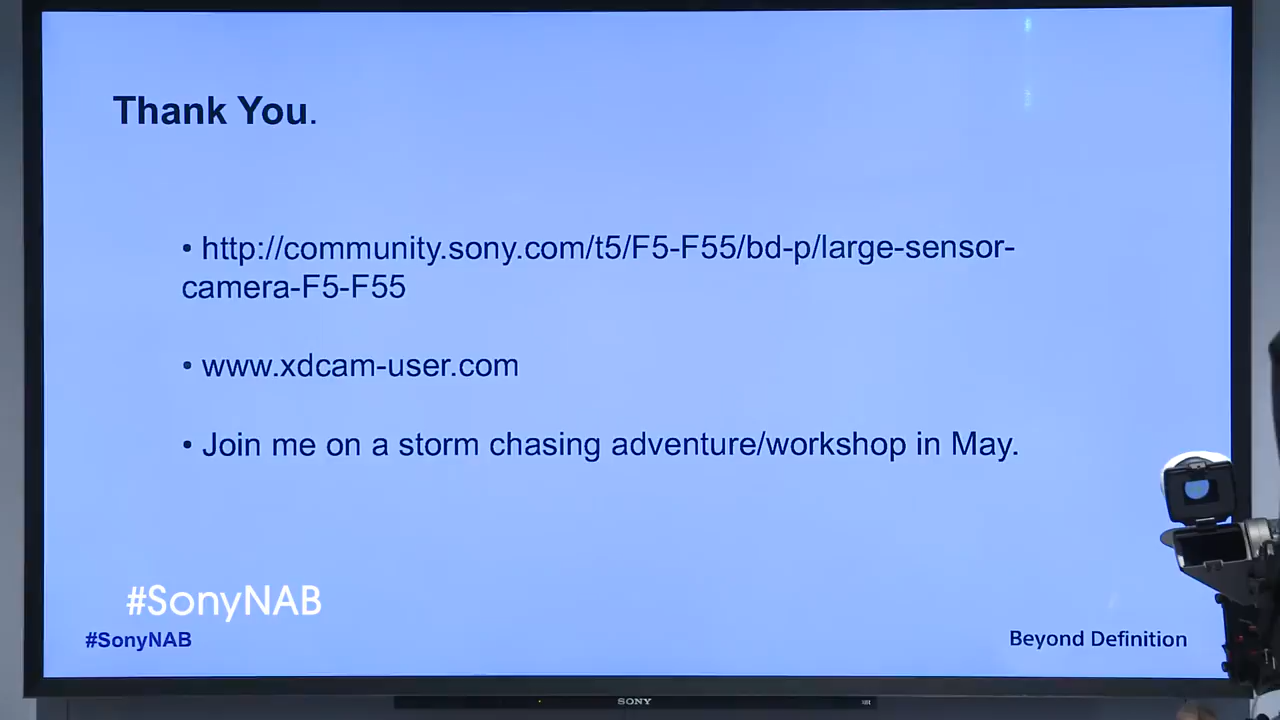 Thank You.
• http://community.sony.com/t5/F5-F55/bd-p/large-sensor-
camera-F5-F55
• www.xdcam-user.com
• Join me on a storm chasing adventure/workshop in May.
#SonyNAB
#SonyNAB
Beyond Definition
SONY